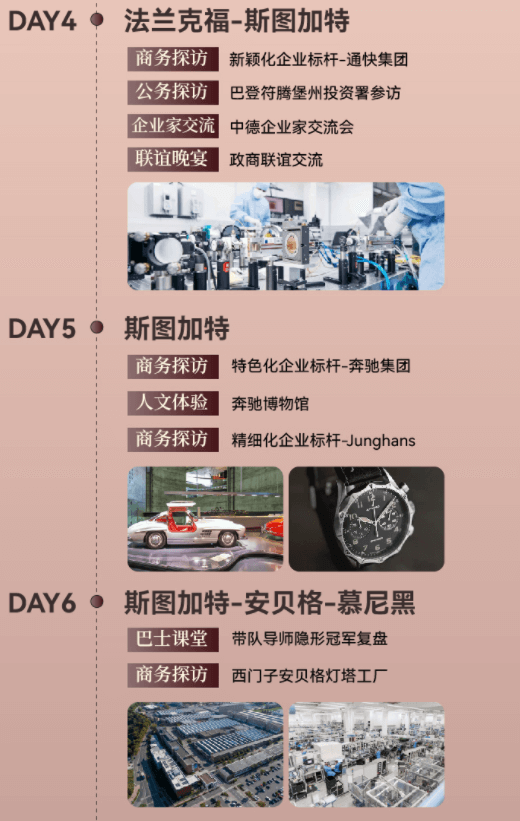 DAY4 法兰克福-斯图加特
商务探访 新颖化企业标杆-通快集团
公务探访 巴登符腾堡州投资署参访
企业家交流 中德企业家交流会
联谊晚宴 政商联谊交流
DAY5 斯图加特
商务探访 特色化企业标杆-奔驰集团
人文体验 奔驰博物馆
商务探访 精细化企业标杆-Junghans
DAY6 斯图加特-安贝格-慕尼黑
巴士课堂 带队导师隐形冠军复盘
商务探访 西门子安贝格灯塔工厂